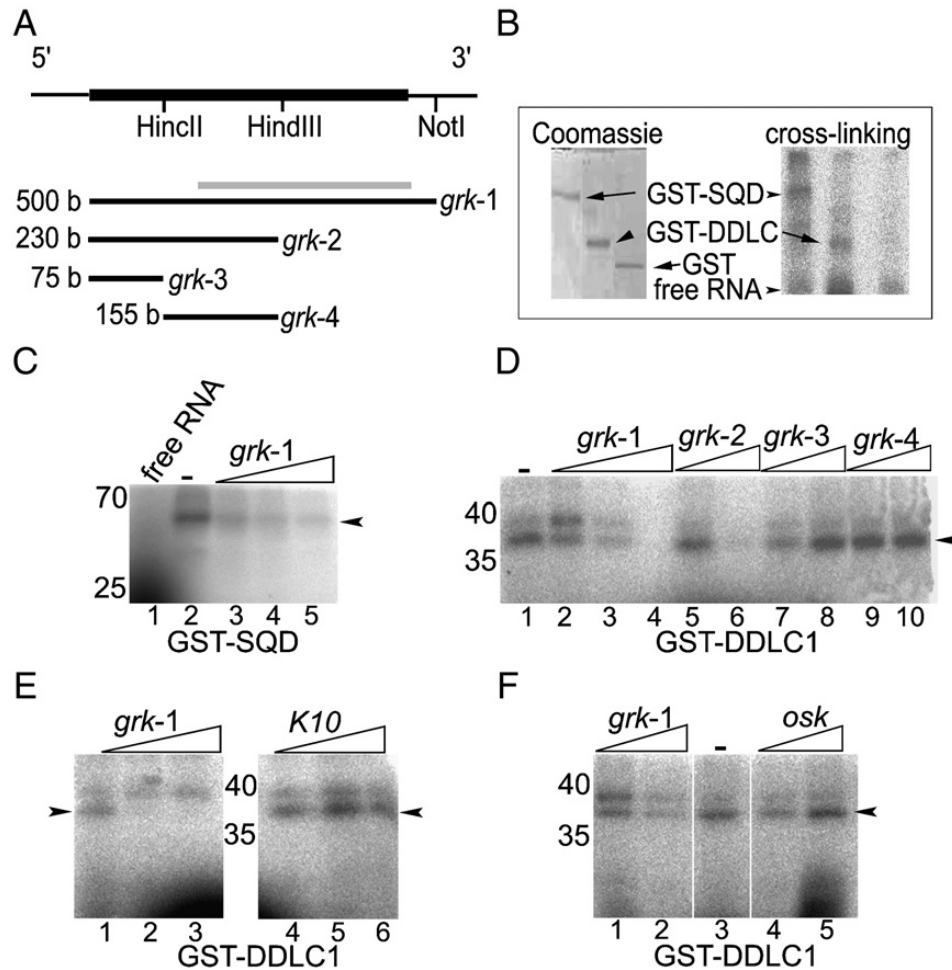 A
5' 3'
HincII HindIII NotI
500 b grk-1
230 b grk-2
75 b grk-3
155 b grk-4
B
Coomassie cross-linking
GST-SQD
GST-DDLC
GST
free RNA
C
free RNA - grk-1
70
25
1 2 3 4 5
GST-SQD
D
- grk-1 grk-2 grk-3 grk-4
40
35
1 2 3 4 5 6 7 8 9 10
GST-DDLC1
E
grk-1 K10
40
35
1 2 3 4 5 6
GST-DDLC1
F
grk-1 - osk
40
35
1 2 3 4 5
GST-DDLC1